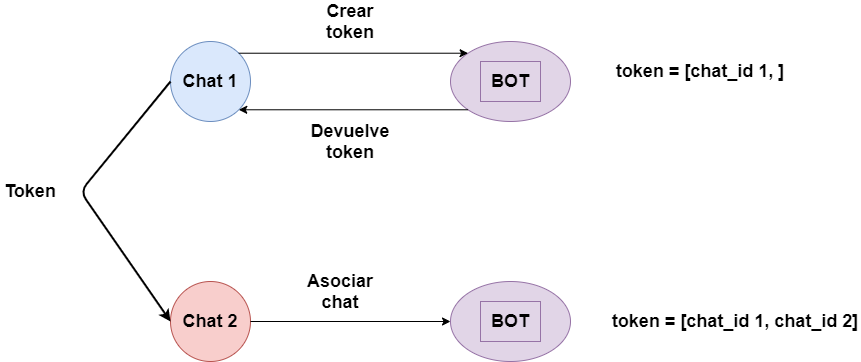 Crear
token
Chat 1
BOT
token = [chat_id 1, ]
Devuelve
token
Token
Asociar
chat
Chat 2
BOT
token = [chat_id 1, chat_id 2]